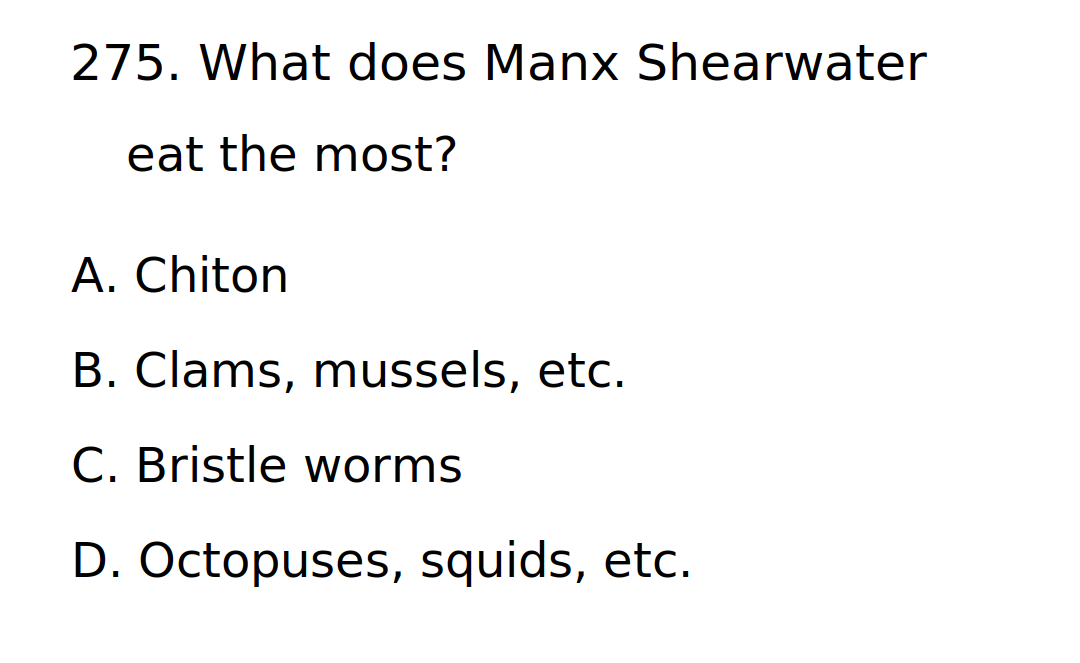 275. What does Manx Shearwater
eat the most?
A. Chiton
B. Clams, mussels, etc.
C. Bristle worms
D. Octopuses, squids, etc.